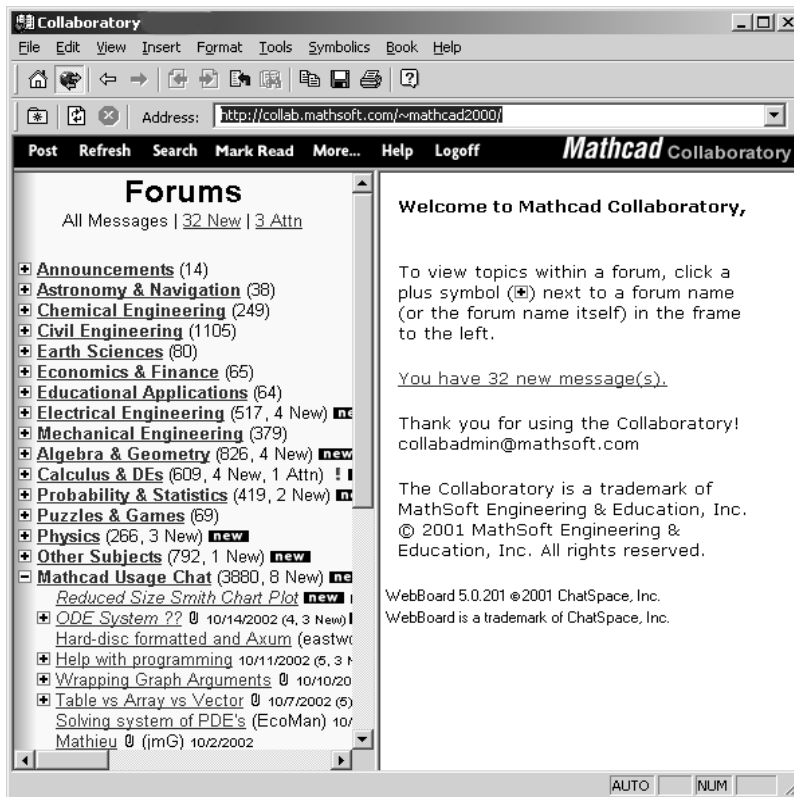 Collaboratory
File Edit View Insert Format Tools Symbolics Book Help
Address: http://collab.mathsoft.com/~mathcad2000/
Post Refresh Search Mark Read More... Help Logoff Mathcad Collaboratory
Forums
All Messages | 32 New | 3 Attn
Announcements (14)
Astronomy & Navigation (38)
Chemical Engineering (249)
Civil Engineering (1105)
Earth Sciences (80)
Economics & Finance (65)
Educational Applications (64)
Electrical Engineering (517, 4 New)
Mechanical Engineering (379)
Algebra & Geometry (826, 4 New) new
Calculus & DEs (609, 4 New, 1 Attn) !
Probability & Statistics (419, 2 New)
Puzzles & Games (69)
Physics (266, 3 New) new
Other Subjects (792, 1 New) new
Mathcad Usage Chat (3880, 8 New)
Reduced Size Smith Chart Plot new
ODE System ?? 10/14/2002 (4, 3 New)
Hard-disc formatted and Axum
Help with programming 10/11/2002 (5, 3
Wrapping Graph Arguments 10/10/20
Table vs Array vs Vector 10/7/2002 (5)
Solving system of PDE's (EcoMan) 10/
Mathieu (jmG) 10/2/2002
Welcome to Mathcad Collaboratory,
To view topics within a forum, click a
plus symbol (+) next to a forum name
(or the forum name itself) in the frame
to the left.
You have 32 new message(s).
Thank you for using the Collaboratory!
collabadmin@mathsoft.com
The Collaboratory is a trademark of
MathSoft Engineering & Education, Inc.
© 2001 MathSoft Engineering &
Education, Inc. All rights reserved.
WebBoard 5.0.201 ©2001 ChatSpace, Inc.
WebBoard is a trademark of ChatSpace, Inc.
AUTO NUM